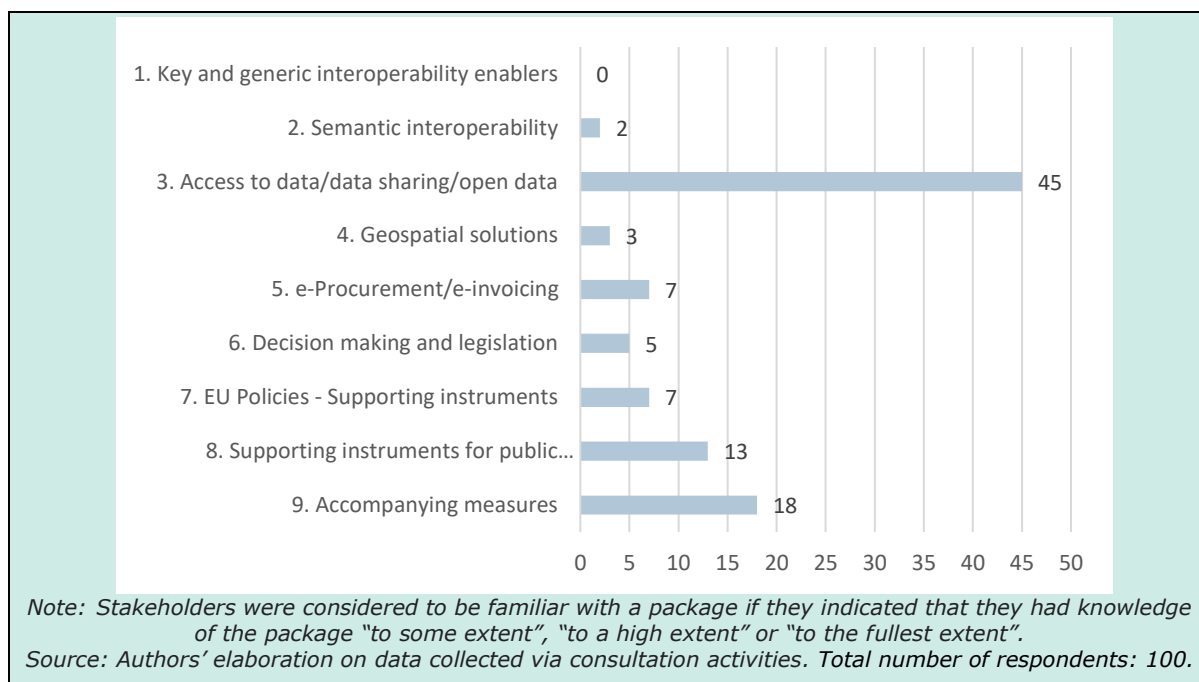 1. Key and generic interoperability enablers 0
2. Semantic interoperability 2
3. Access to data/data sharing/open data 45
4. Geospatial solutions 3
5. e-Procurement/e-invoicing 7
6. Decision making and legislation 5
7. EU Policies - Supporting instruments 7
8. Supporting instruments for public… 13
9. Accompanying measures 18
0 5 10 15 20 25 30 35 40 45 50
Note: Stakeholders were considered to be familiar with a package if they indicated that they had knowledge
of the package “to some extent”, “to a high extent” or “to the fullest extent”.
Source: Authors’ elaboration on data collected via consultation activities. Total number of respondents: 100.